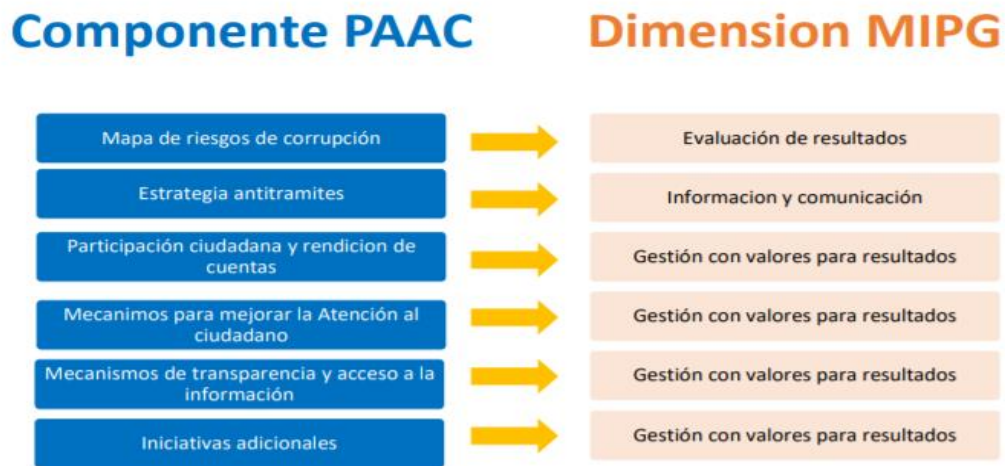 Componente PAAC
Dimension MIPG
Mapa de riesgos de corrupción
Evaluación de resultados
Estrategia antitramites
Informacion y comunicación
Participación ciudadana y rendicion de
cuentas
Gestión con valores para resultados
Mecanimos para mejorar la Atención al
ciudadano
Gestión con valores para resultados
Mecanismos de transparencia y acceso a la
información
Gestión con valores para resultados
Iniciativas adicionales
Gestión con valores para resultados